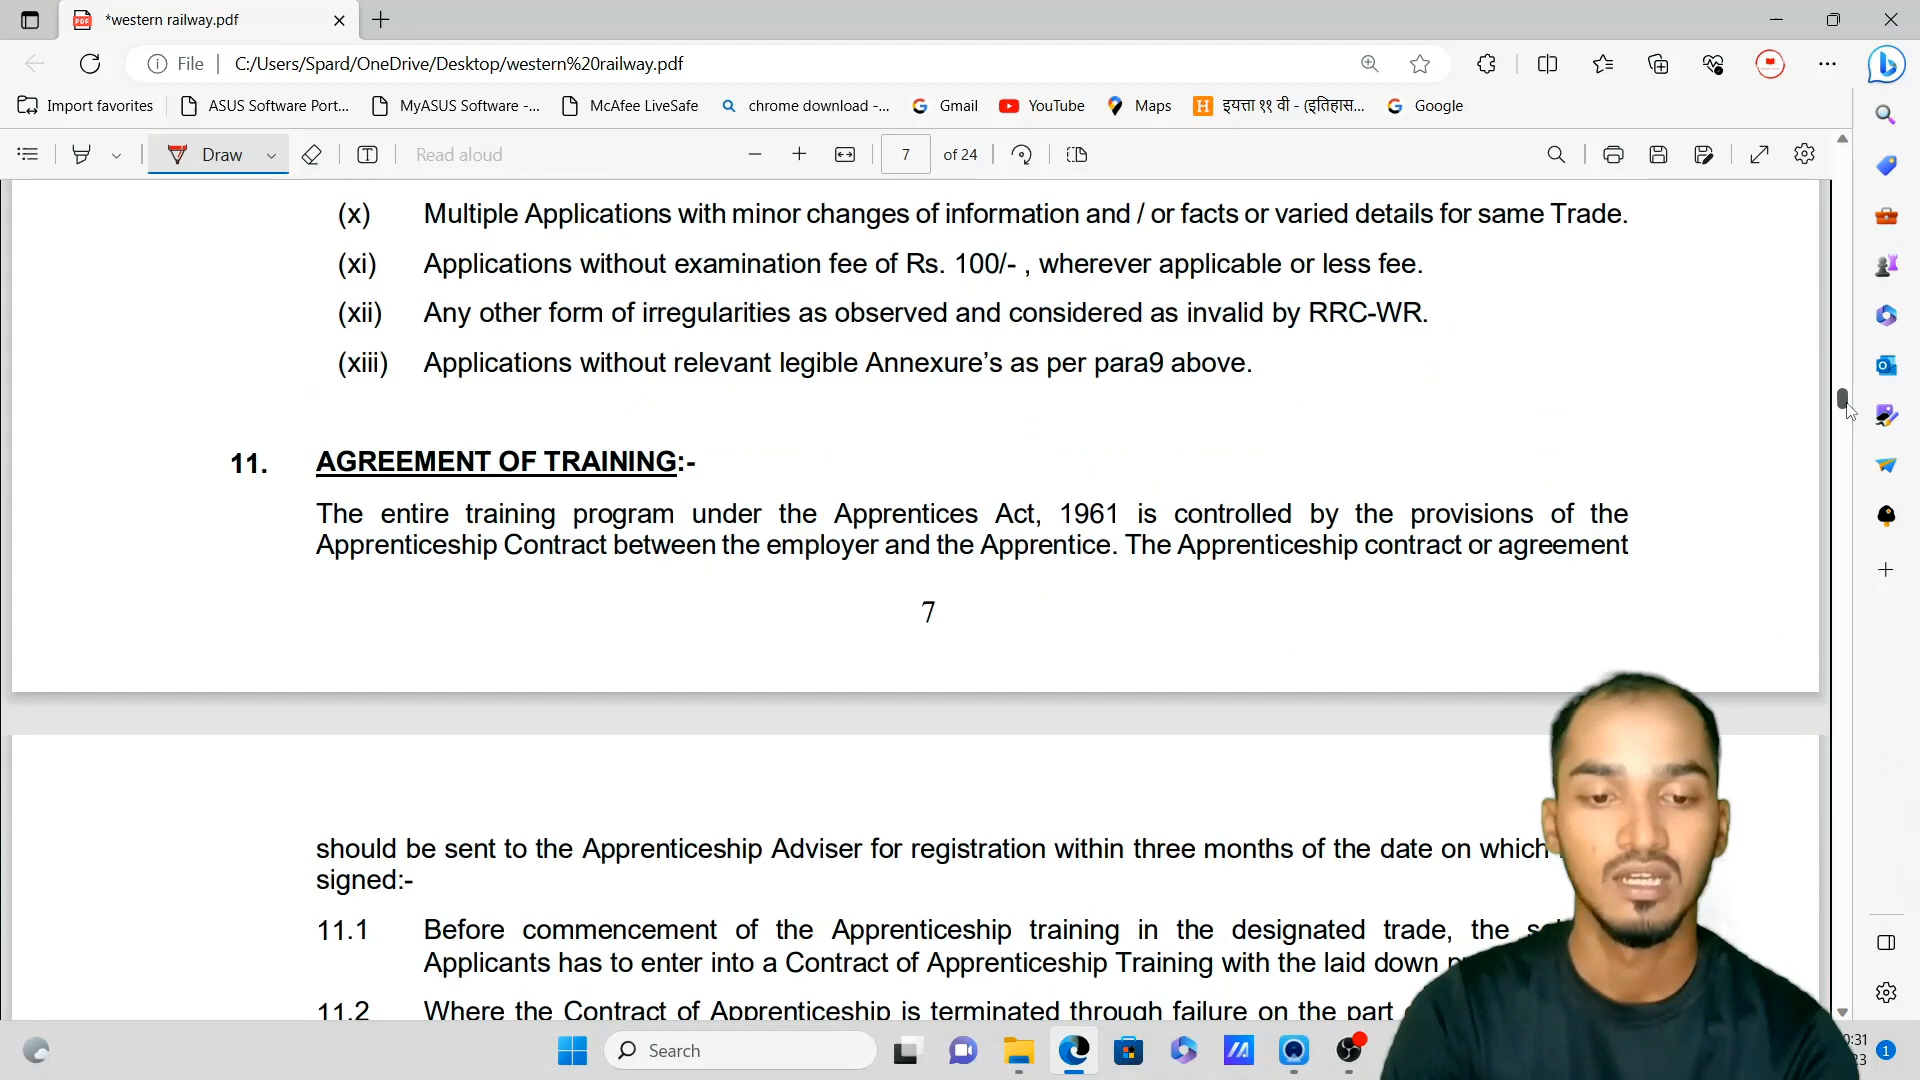 *western railway.pdf
File
C:/Users/Spard/OneDrive/Desktop/western%20railway.pdf
Import favorites
ASUS Software Port...
MyASUS Software -...
McAfee LiveSafe
chrome download -...
Gmail
YouTube
Maps
इयत्ता ११ वी - (इतिहास...
Google
Draw
Read aloud
7
of 24
(x) Multiple Applications with minor changes of information and / or facts or varied details for same Trade.
(xi) Applications without examination fee of Rs. 100/- , wherever applicable or less fee.
(xii) Any other form of irregularities as observed and considered as invalid by RRC-WR.
(xiii) Applications without relevant legible Annexure's as per para9 above.
11. AGREEMENT OF TRAINING:-
The entire training program under the Apprentices Act, 1961 is controlled by the provisions of the
Apprenticeship Contract between the employer and the Apprentice. The Apprenticeship contract or agreement
7
should be sent to the Apprenticeship Adviser for registration within three months of the date on which
signed:-
11.1 Before commencement of the Apprenticeship training in the designated trade, the
Applicants has to enter into a Contract of Apprenticeship Training with the laid down
11.2 Where the Contract of Apprenticeship is terminated through failure on the part
Search
:31
23
1